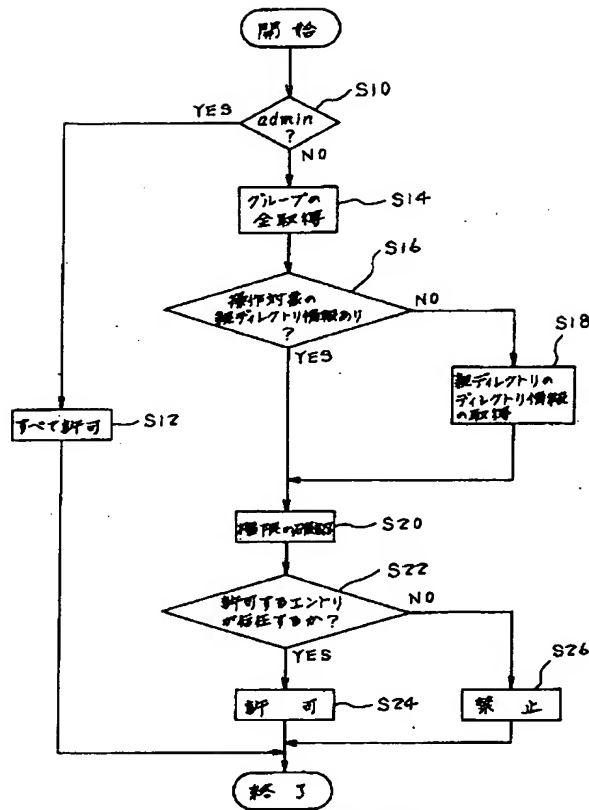 開始
S10
YES
admin
?
NO
グループの
全取得
S14
S16
操作対象の
親ディレクトリ情報あり
?
NO
YES
S18
親ディレクトリの
ディレクトリ情報
の取得
すべて許可
S12
権限の確認
S20
S22
許可するエントリ
が存在するか?
NO
YES
S26
許可
S24
禁止
終了